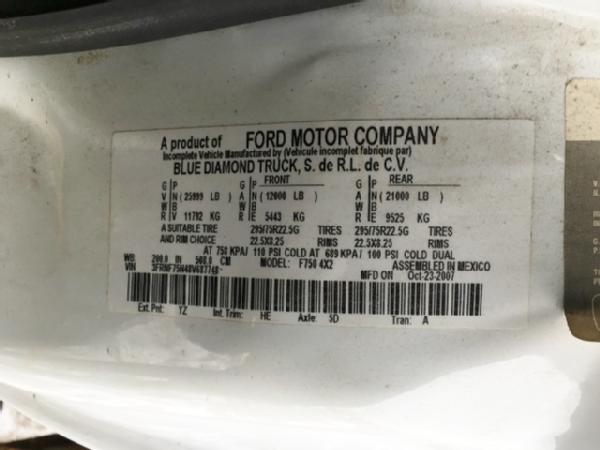 A product of FORD MOTOR COMPANY
Incomplete Vehicle Manufactured by (Vehicule incomplet fabrique par)
BLUE DIAMOND TRUCK, S. de R.L. de C.V.
G P FRONT G P REAR G P
V N (25999 LB) A N (12000 LB) A N (21000 LB)
W B W B W B
R V 11792 KG R E 5443 KG R E 9525 KG
A SUITABLE TIRE 295/75R22.5G TIRES 295/75R22.5G TIRES
AND RIM CHOICE 22.5X8.25 22.5X8.25
AT 758 KPA/ 110 PSI COLD AT 689 KPA/ 100 PSI COLD DUAL
WB 200.0 IN 508.0 CM MODEL: F750 4X2 ASSEMBLED IN MEXICO
VIN MFD ON Oct-23-2007
Ext. Pnt: YZ Int. Trim: HE Axle: 5D Tran: A